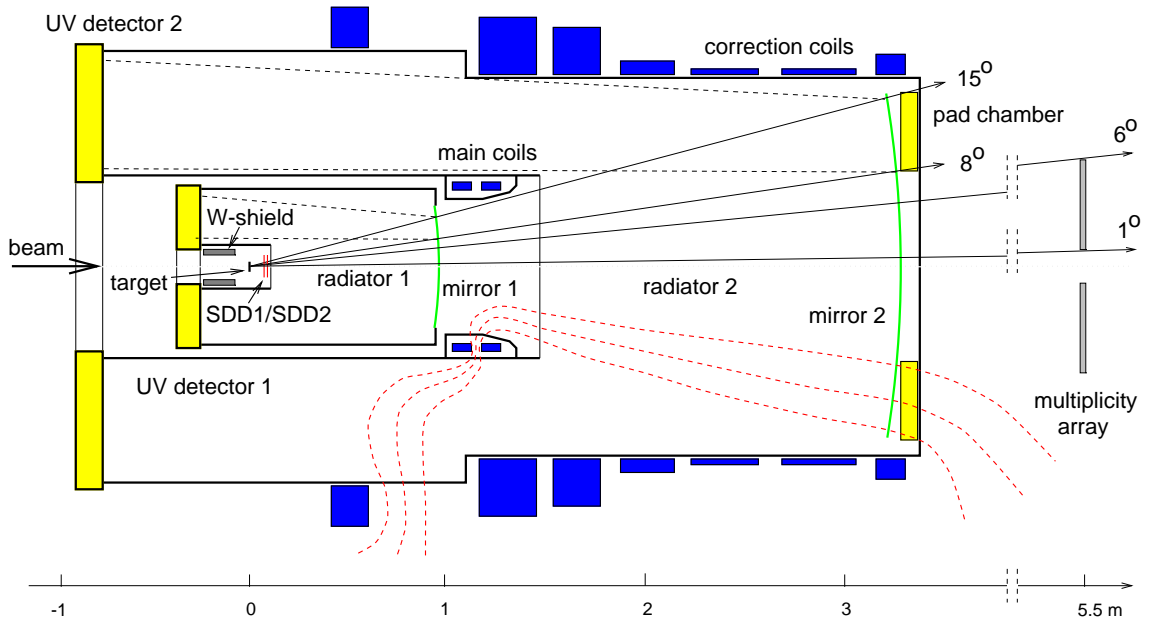 UV detector 2
correction coils
15°
pad chamber
6°
main coils
8°
W-shield
beam
1°
target
radiator 1
mirror 1
radiator 2
SDD1/SDD2
mirror 2
UV detector 1
multiplicity
array
-1
0
1
2
3
5.5 m